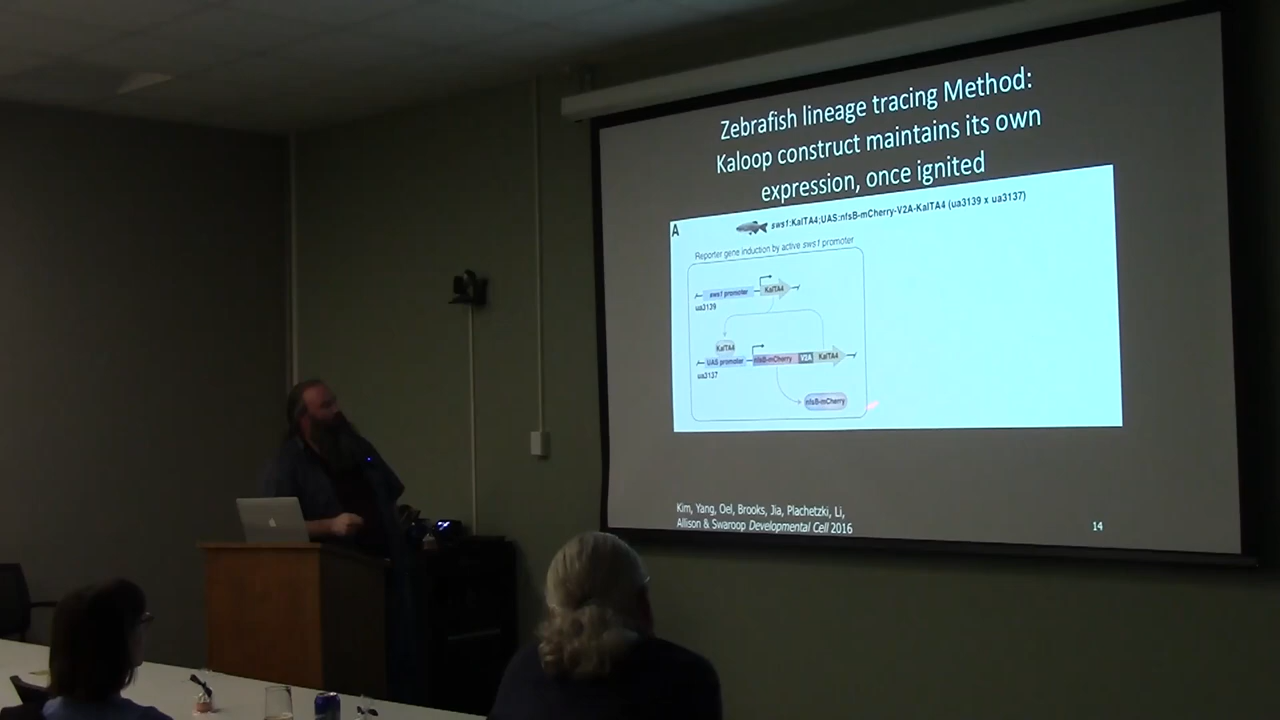 Zebrafish lineage tracing Method:
Kaloop construct maintains its own
expression, once ignited
A
sws1:KalTA4;UAS:nfsB-mCherry-V2A-KalTA4 (ua3139 x ua3137)
Reporter gene induction by active sws1 promoter
sws1 promoter
KalTA4
ua3139
KalTA4
UAS promoter
nfsB-mCherry
V2A
KalTA4
ua3137
nfsB-mCherry
Kim, Yang, Oel, Brooks, Jia, Plachetzki, Li,
Allison & Swaroop Developmental Cell 2016
14